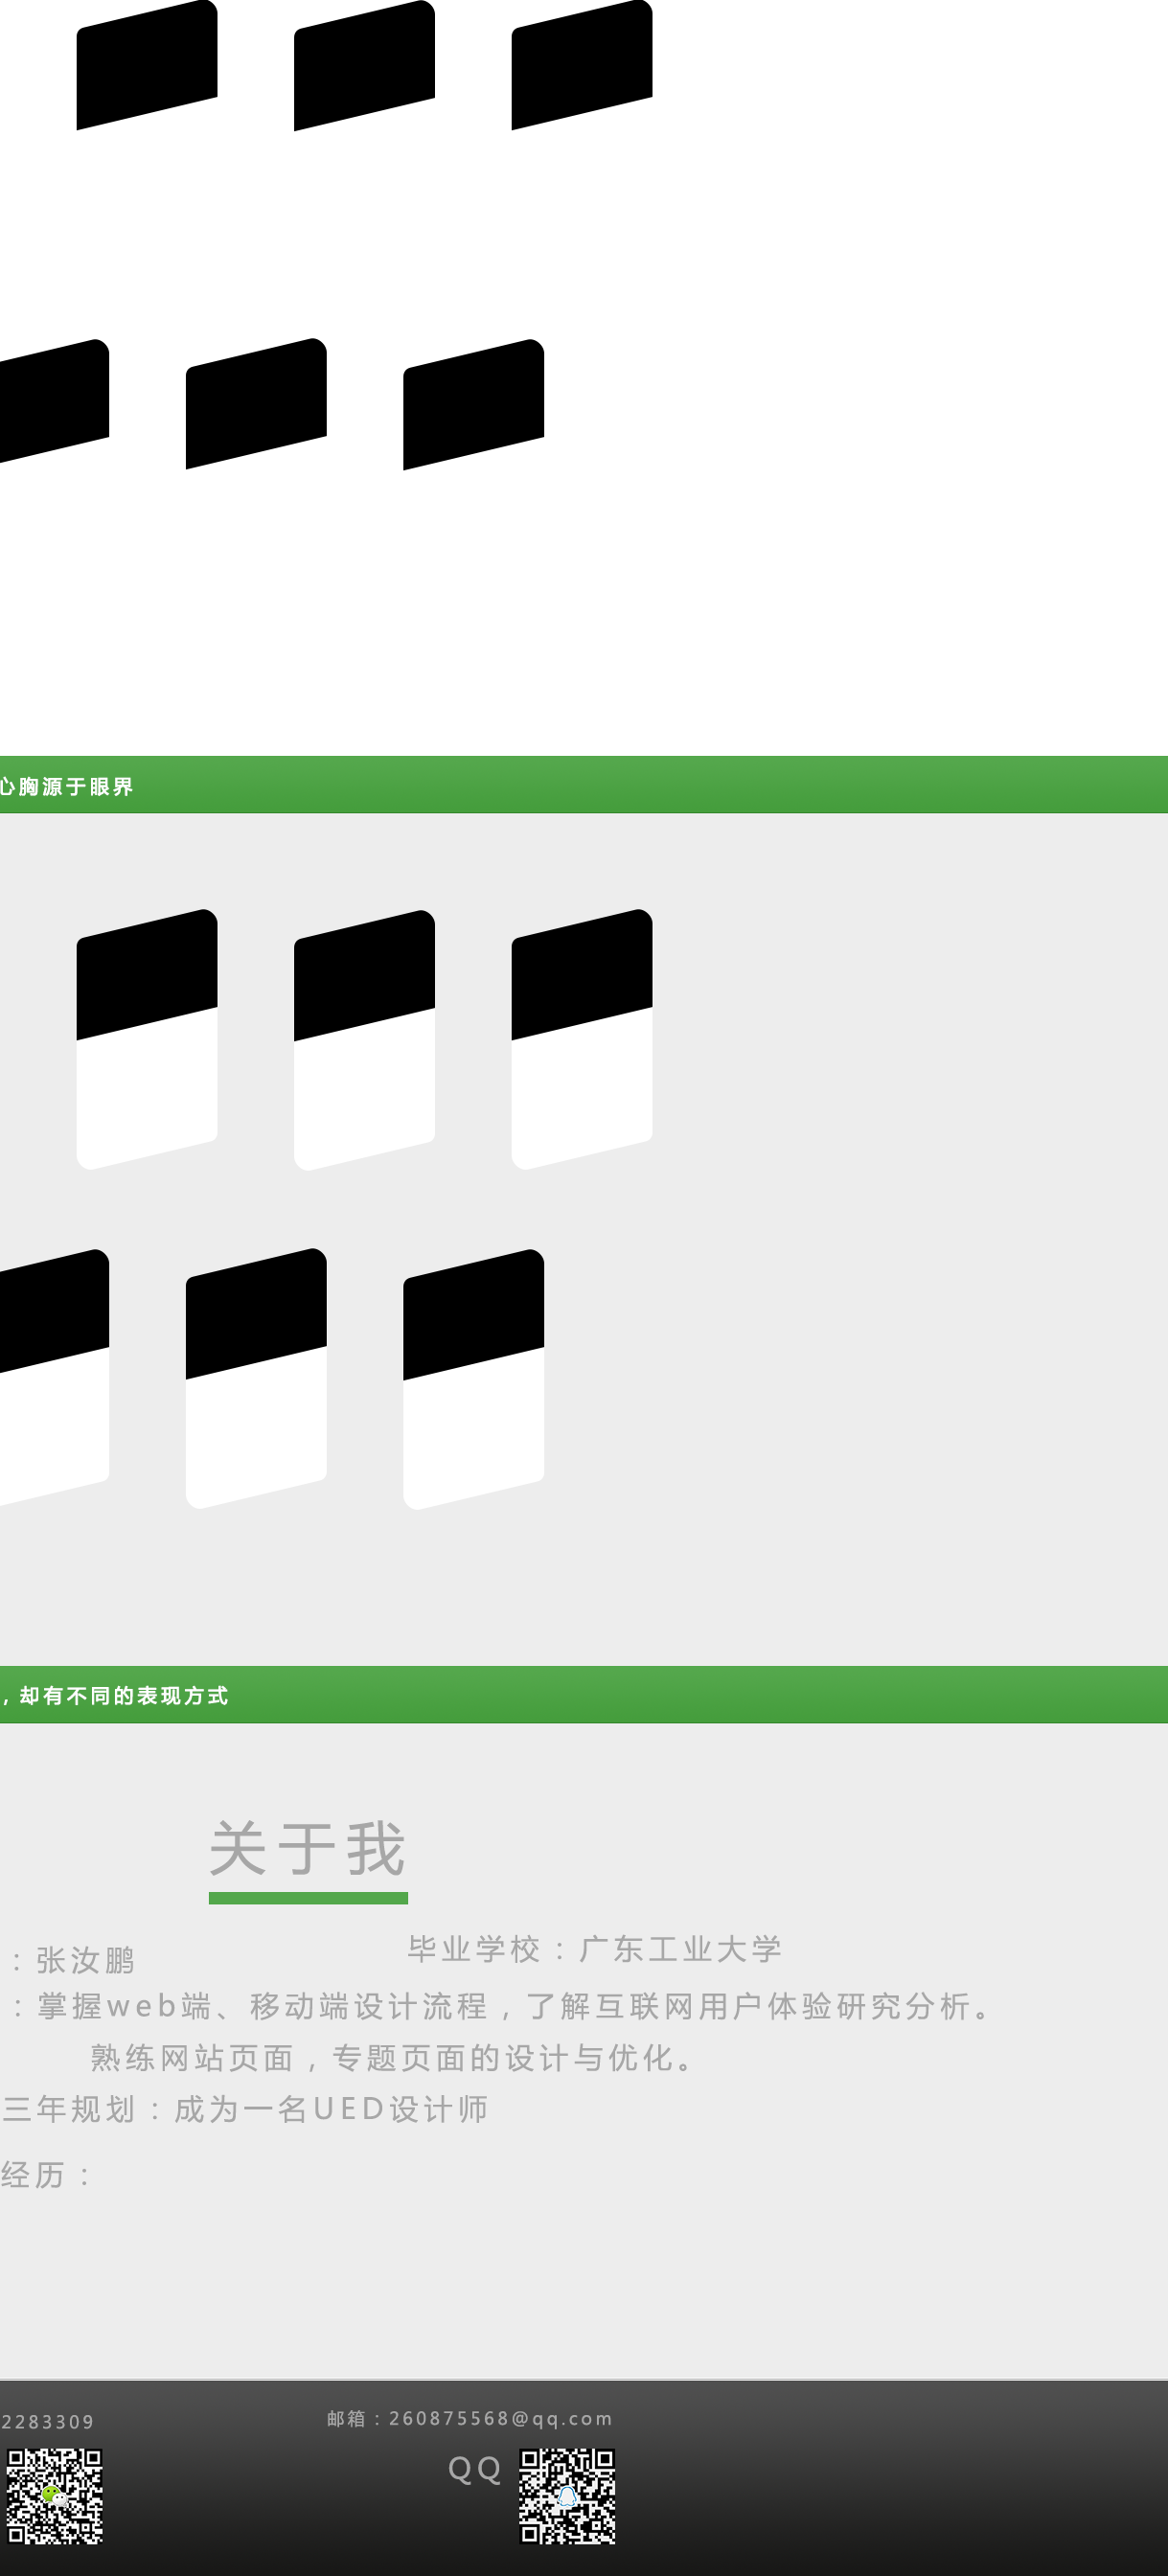 心胸源于眼界
，却有不同的表现方式
关于我
：张汝鹏
毕业学校：广东工业大学
：掌握web端、移动端设计流程，了解互联网用户体验研究分析。
熟练网站页面，专题页面的设计与优化。
三年规划：成为一名UED设计师
经历：
2283309
邮箱：260875568@qq.com
QQ